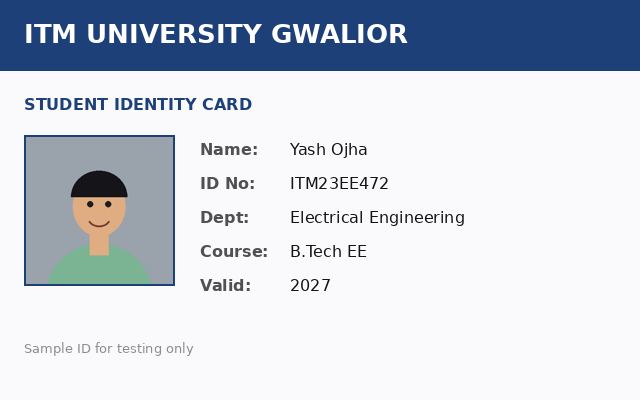 ITM UNIVERSITY GWALIOR
STUDENT IDENTITY CARD
Name: Yash Ojha
ID No: ITM23EE472
Dept: Electrical Engineering
Course: B.Tech EE
Valid: 2027
Sample ID for testing only